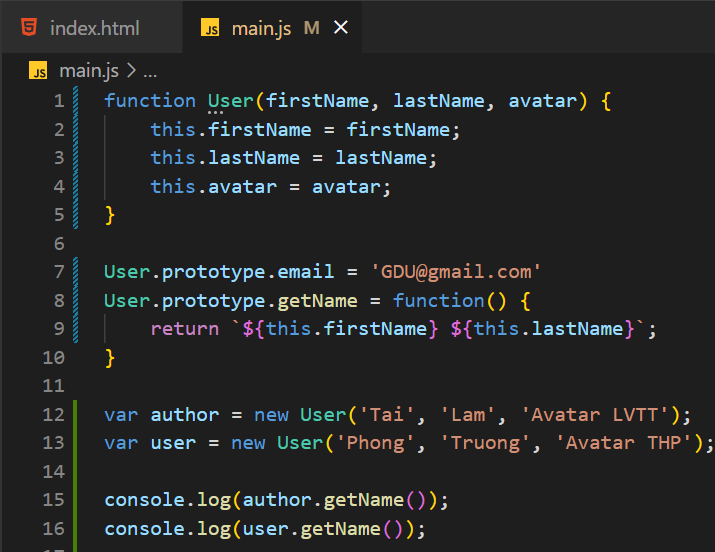 index.html main.js M
JS main.js > ...
1 function User(firstName, lastName, avatar) {
2 this.firstName = firstName;
3 this.lastName = lastName;
4 this.avatar = avatar;
5 }
6
7 User.prototype.email = 'GDU@gmail.com'
8 User.prototype.getName = function() {
9 return `${this.firstName} ${this.lastName}`;
10 }
11
12 var author = new User('Tai', 'Lam', 'Avatar LVTT');
13 var user = new User('Phong', 'Truong', 'Avatar THP');
14
15 console.log(author.getName());
16 console.log(user.getName());